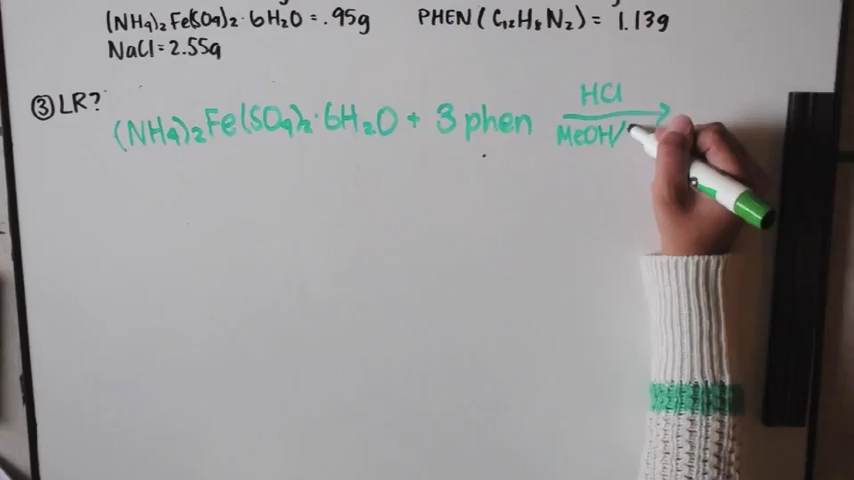 (NH₄)₂Fe(SO₄)₂·6H₂O = .95g PHEN (C₁₂H₈N₂) = 1.13g
NaCl = 2.55g
③ LR?
HCl
(NH₄)₂Fe(SO₄)₂·6H₂O + 3 phen →
MeOH/